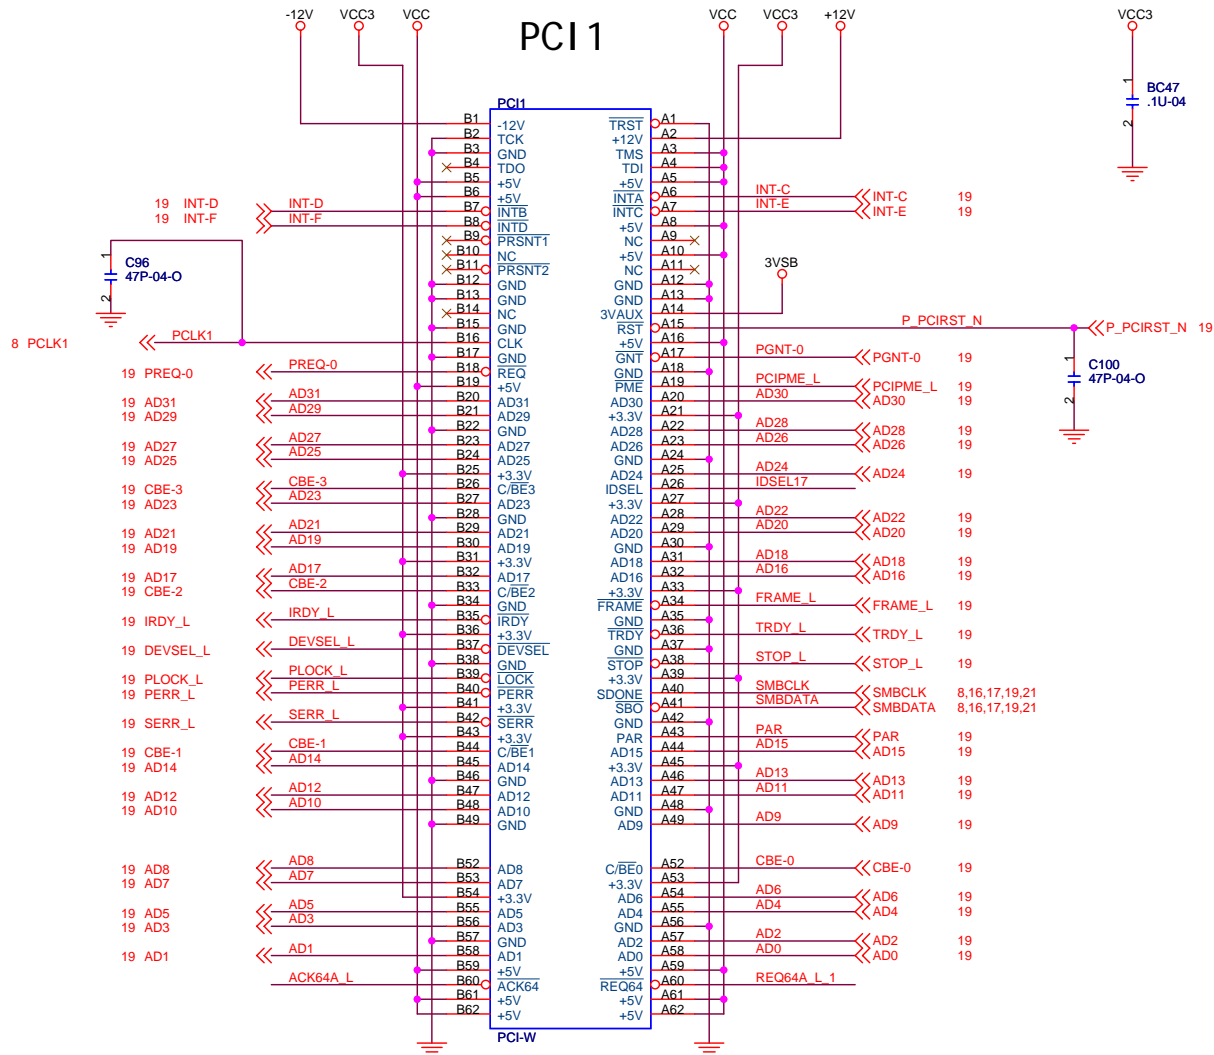 -12V VCC3 VCC PCI1 VCC VCC3 +12V VCC3
PCI1
1 BC47
.1U-04
2
B1 -12V TRST A1
B2 TCK +12V A2
B3 GND TMS A3
B4 TDO TDI A4
B5 +5V +5V A5
B6 +5V INTA A6 INT-C INT-C 19
19 INT-D INT-D B7 INTB INTC A7 INT-E INT-E 19
19 INT-F INT-F B8 INTD +5V A8
B9 PRSNT1 NC A9
B10 NC +5V A10
1 C96
47P-04-O
2
B11 PRSNT2 NC A11 3VSB
B12 GND GND A12
B13 GND GND A13
B14 NC 3VAUX A14
B15 GND RST A15 P_PCIRST_N P_PCIRST_N 19
8 PCLK1 PCLK1 B16 CLK +5V A16
B17 GND GNT A17 PGNT-0 PGNT-0 19
1 C100
47P-04-O
2
19 PREQ-0 PREQ-0 B18 REQ GND A18
B19 +5V PME A19 PCIPME_L PCIPME_L 19
19 AD31 AD31 B20 AD31 AD30 A20 AD30 AD30 19
19 AD29 AD29 B21 AD29 +3.3V A21
B22 GND AD28 A22 AD28 AD28 19
19 AD27 AD27 B23 AD27 AD26 A23 AD26 AD26 19
19 AD25 AD25 B24 AD25 GND A24
B25 +3.3V AD24 A25 AD24 AD24 19
19 CBE-3 CBE-3 B26 C/BE3 IDSEL A26 IDSEL17
19 AD23 AD23 B27 AD23 +3.3V A27
B28 GND AD22 A28 AD22 AD22 19
19 AD21 AD21 B29 AD21 AD20 A29 AD20 AD20 19
19 AD19 AD19 B30 AD19 GND A30
B31 +3.3V AD18 A31 AD18 AD18 19
19 AD17 AD17 B32 AD17 AD16 A32 AD16 AD16 19
19 CBE-2 CBE-2 B33 C/BE2 +3.3V A33
B34 GND FRAME A34 FRAME_L FRAME_L 19
19 IRDY_L IRDY_L B35 IRDY GND A35
B36 +3.3V TRDY A36 TRDY_L TRDY_L 19
19 DEVSEL_L DEVSEL_L B37 DEVSEL GND A37
B38 GND STOP A38 STOP_L STOP_L 19
19 PLOCK_L PLOCK_L B39 LOCK +3.3V A39
19 PERR_L PERR_L B40 PERR SDONE A40 SMBCLK SMBCLK 8,16,17,19,21
B41 +3.3V SBO A41 SMBDATA SMBDATA 8,16,17,19,21
19 SERR_L SERR_L B42 SERR GND A42
B43 +3.3V PAR A43 PAR PAR 19
19 CBE-1 CBE-1 B44 C/BE1 AD15 A44 AD15 AD15 19
19 AD14 AD14 B45 AD14 +3.3V A45
B46 GND AD13 A46 AD13 AD13 19
19 AD12 AD12 B47 AD12 AD11 A47 AD11 AD11 19
19 AD10 AD10 B48 AD10 GND A48
B49 GND AD9 A49 AD9 AD9 19
19 AD8 AD8 B52 AD8 C/BE0 A52 CBE-0 CBE-0 19
19 AD7 AD7 B53 AD7 +3.3V A53
B54 +3.3V AD6 A54 AD6 AD6 19
19 AD5 AD5 B55 AD5 AD4 A55 AD4 AD4 19
19 AD3 AD3 B56 AD3 GND A56
B57 GND AD2 A57 AD2 AD2 19
19 AD1 AD1 B58 AD1 AD0 A58 AD0 AD0 19
B59 +5V +5V A59
ACK64A_L B60 ACK64 REQ64 A60 REQ64A_L_1
B61 +5V +5V A61
B62 +5V +5V A62
PCI-W